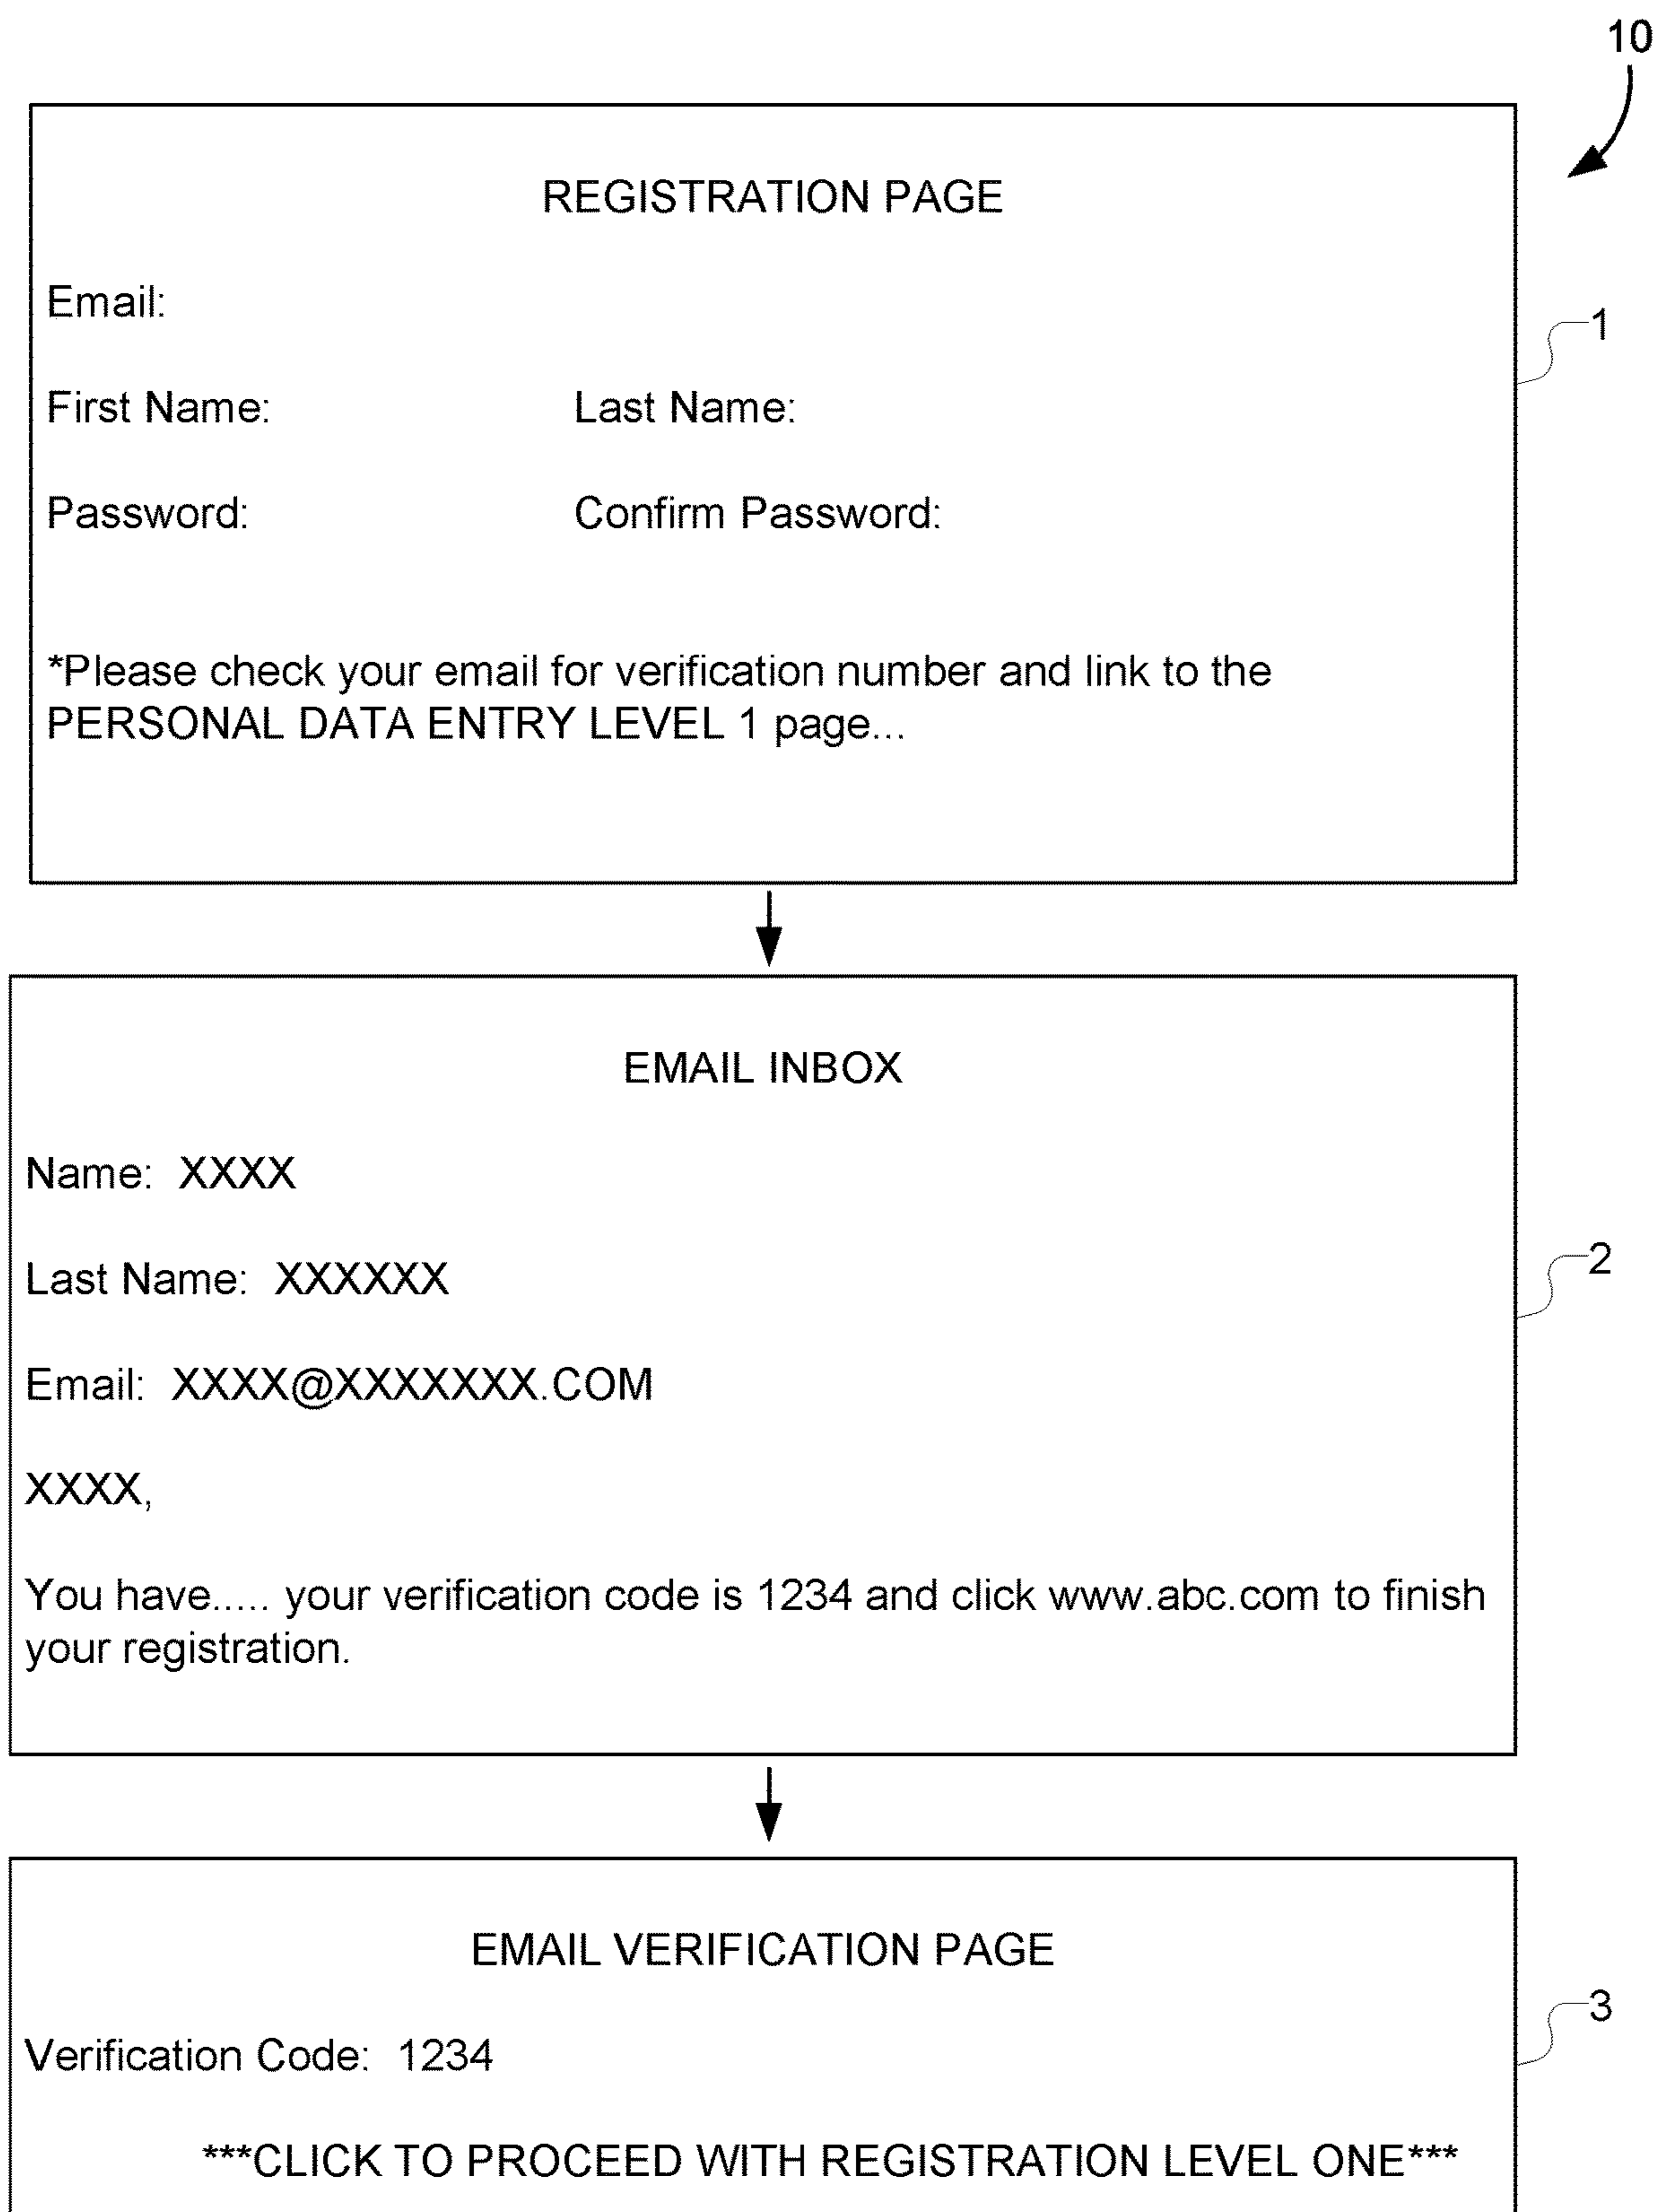 10
REGISTRATION PAGE
Email:
1
First Name: Last Name:
Password: Confirm Password:
*Please check your email for verification number and link to the
PERSONAL DATA ENTRY LEVEL 1 page...
EMAIL INBOX
Name: XXXX
Last Name: XXXXXX
2
Email: XXXX@XXXXXXX.COM
XXXX,
You have..... your verification code is 1234 and click www.abc.com to finish
your registration.
EMAIL VERIFICATION PAGE
3
Verification Code: 1234
***CLICK TO PROCEED WITH REGISTRATION LEVEL ONE***